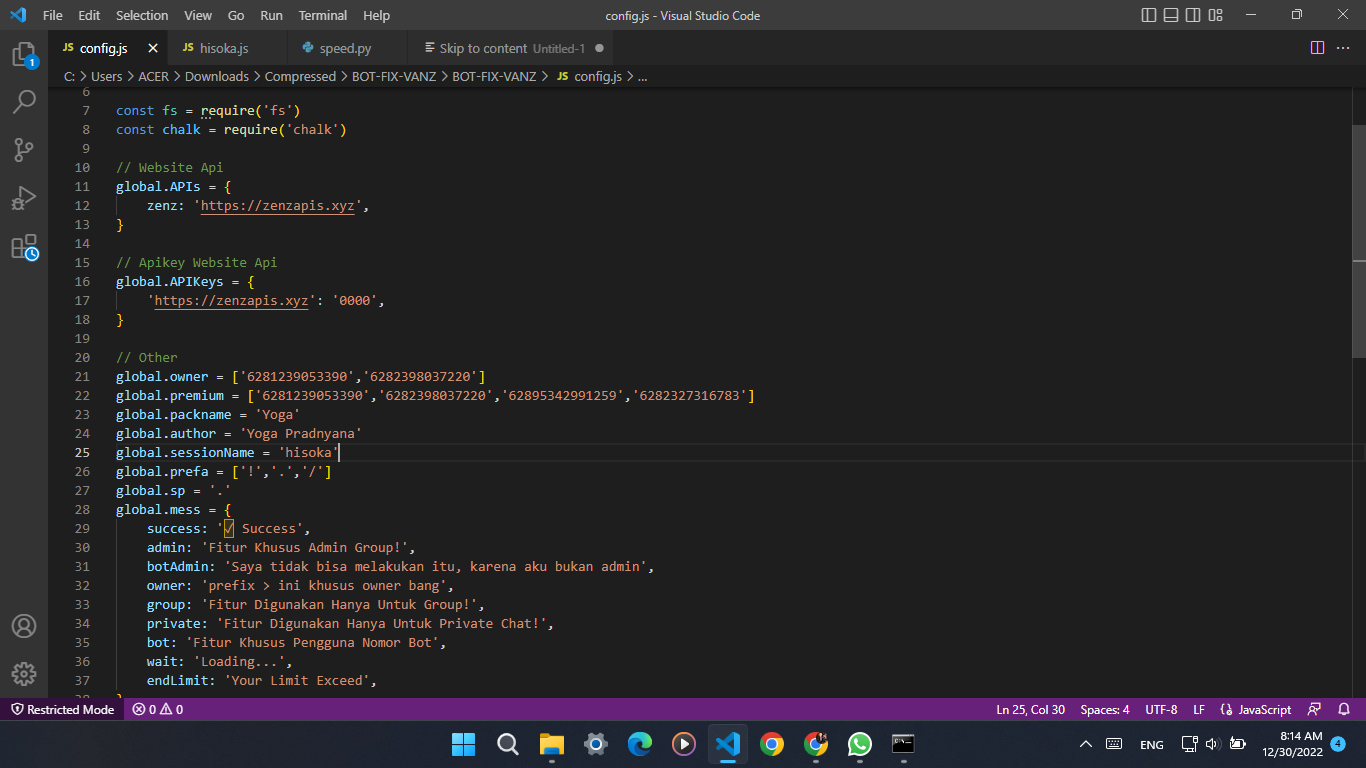 File Edit Selection View Go Run Terminal Help config.js - Visual Studio Code
JS config.js JS hisoka.js speed.py Skip to content Untitled-1
C: > Users > ACER > Downloads > Compressed > BOT-FIX-VANZ > BOT-FIX-VANZ > JS config.js > ...
6
7 const fs = require('fs')
8 const chalk = require('chalk')
9
10 // Website Api
11 global.APIs = {
12 zenz: 'https://zenzapis.xyz',
13 }
14
15 // Apikey Website Api
16 global.APIKeys = {
17 'https://zenzapis.xyz': '0000',
18 }
19
20 // Other
21 global.owner = ['6281239053390','6282398037220']
22 global.premium = ['6281239053390','6282398037220','62895342991259','6282327316783']
23 global.packname = 'Yoga'
24 global.author = 'Yoga Pradnyana'
25 global.sessionName = 'hisoka'
26 global.prefa = ['!','.','/']
27 global.sp = '.'
28 global.mess = {
29 success: '✓ Success',
30 admin: 'Fitur Khusus Admin Group!',
31 botAdmin: 'Saya tidak bisa melakukan itu, karena aku bukan admin',
32 owner: 'prefix > ini khusus owner bang',
33 group: 'Fitur Digunakan Hanya Untuk Group!',
34 private: 'Fitur Digunakan Hanya Untuk Private Chat!',
35 bot: 'Fitur Khusus Pengguna Nomor Bot',
36 wait: 'Loading...',
37 endLimit: 'Your Limit Exceed',
38 }
Restricted Mode 0 0 Ln 25, Col 30 Spaces: 4 UTF-8 LF {} JavaScript
ENG 8:14 AM
12/30/2022 4